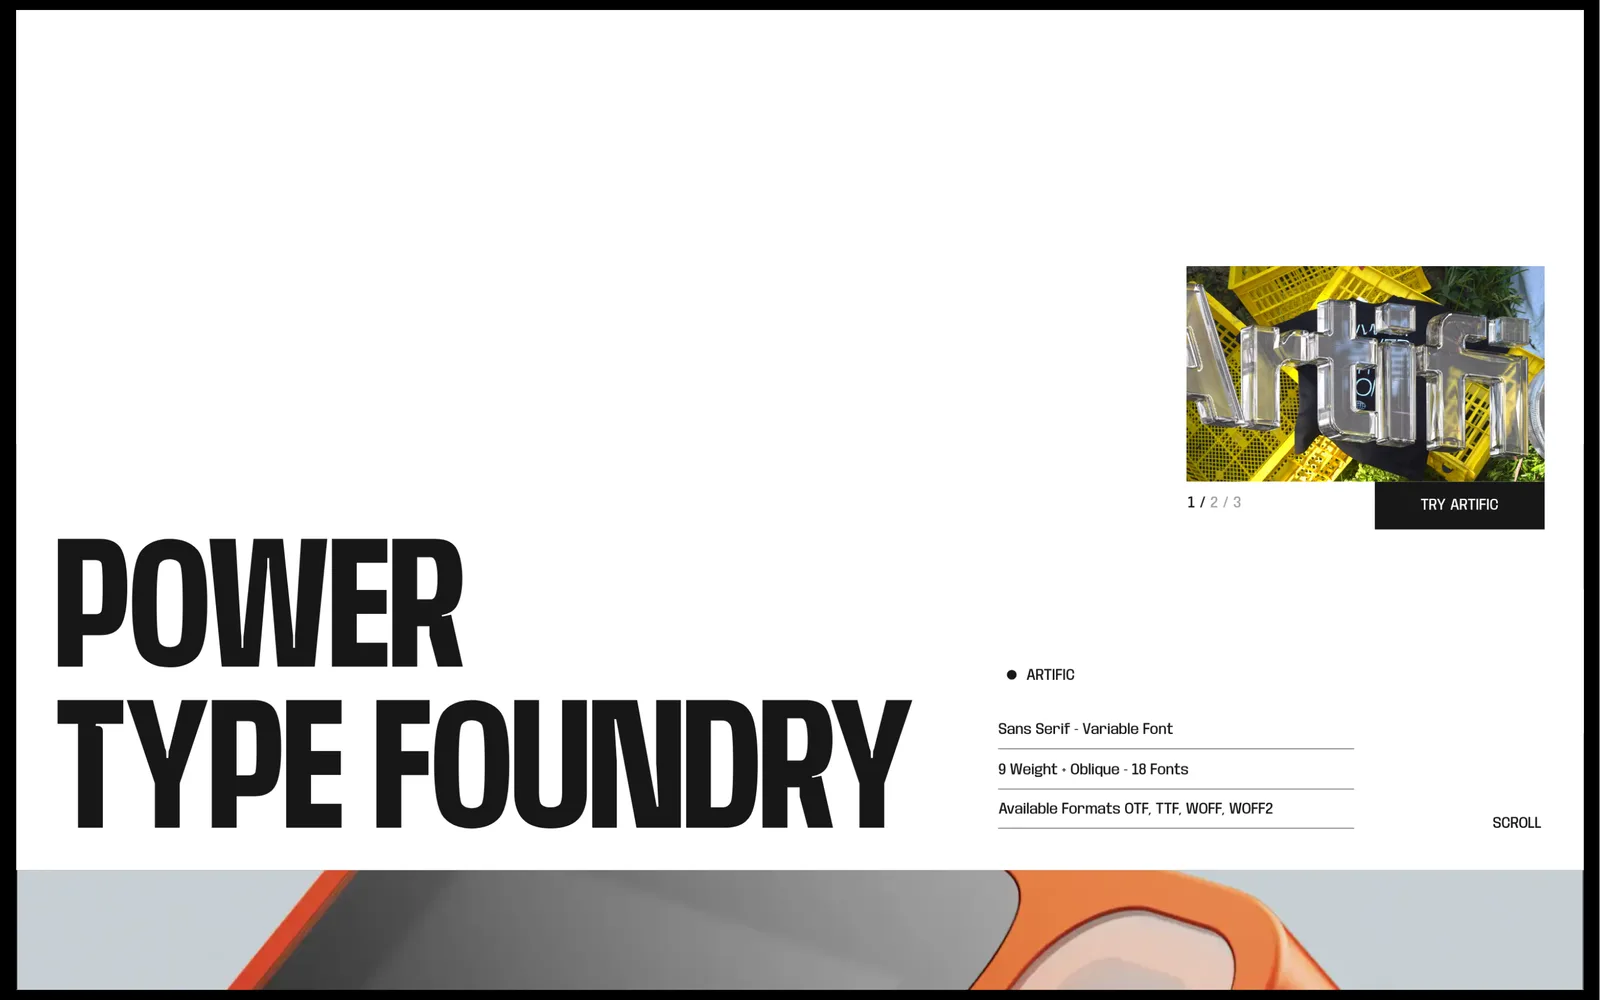 Artific
1 / 2 / 3
TRY ARTIFIC
POWER
TYPE FOUNDRY
ARTIFIC
Sans Serif - Variable Font
9 Weight • Oblique - 18 Fonts
Available Formats OTF, TTF, WOFF, WOFF2
SCROLL